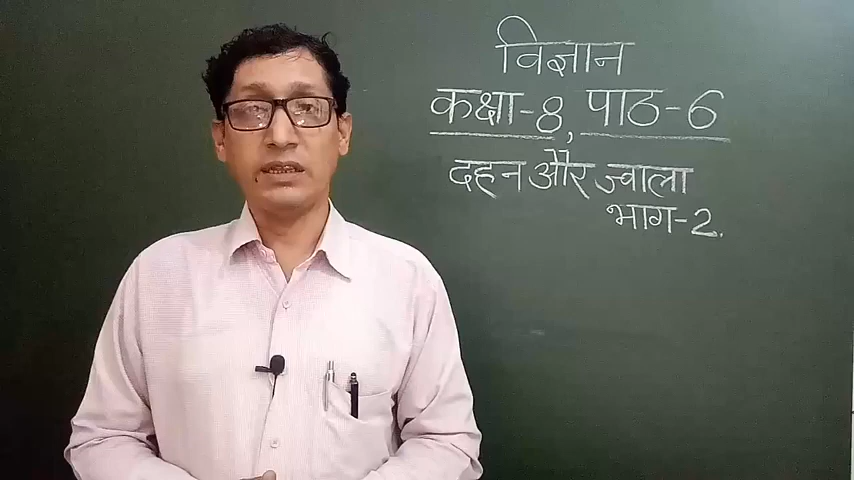 विज्ञान
कक्षा-8, पाठ-6
दहन और ज्वाला
भाग-2.